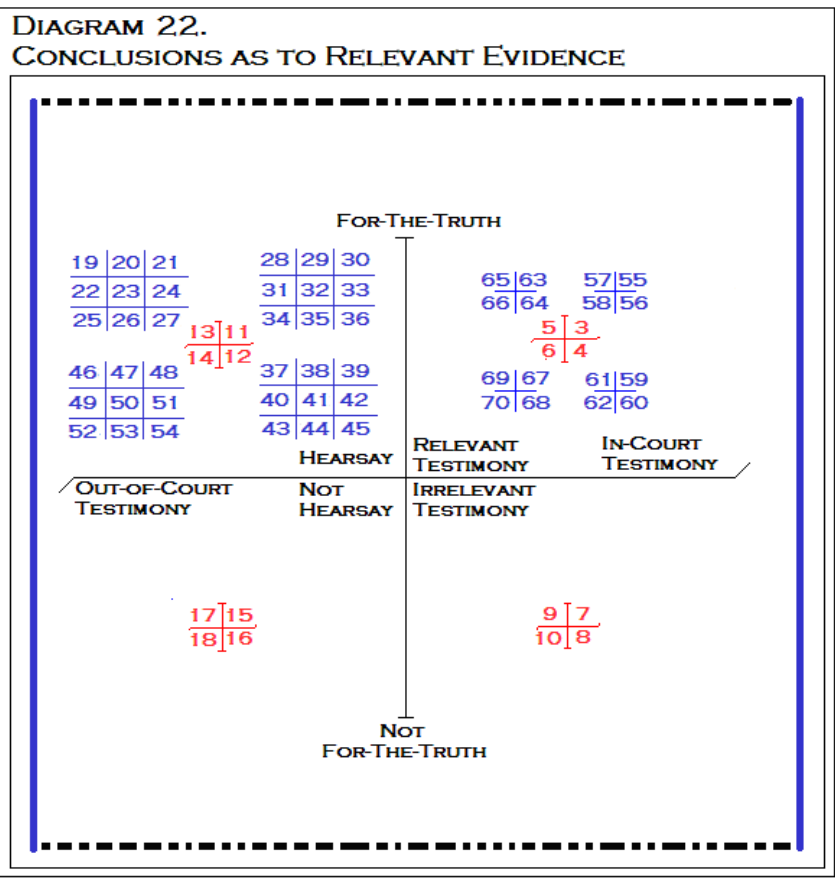 Diagram 22.
Conclusions as to Relevant Evidence
For-The-Truth
19 20 21
22 23 24
25 26 27
28 29 30
31 32 33
34 35 36
13 11
14 12
46 47 48
49 50 51
52 53 54
37 38 39
40 41 42
43 44 45
65 63
66 64
57 55
58 56
5 3
6 4
69 67
70 68
61 59
62 60
Hearsay
Relevant
Testimony
In-Court
Testimony
Out-of-Court
Testimony
Not
Hearsay
Irrelevant
Testimony
17 15
18 16
9 7
10 8
Not
For-The-Truth